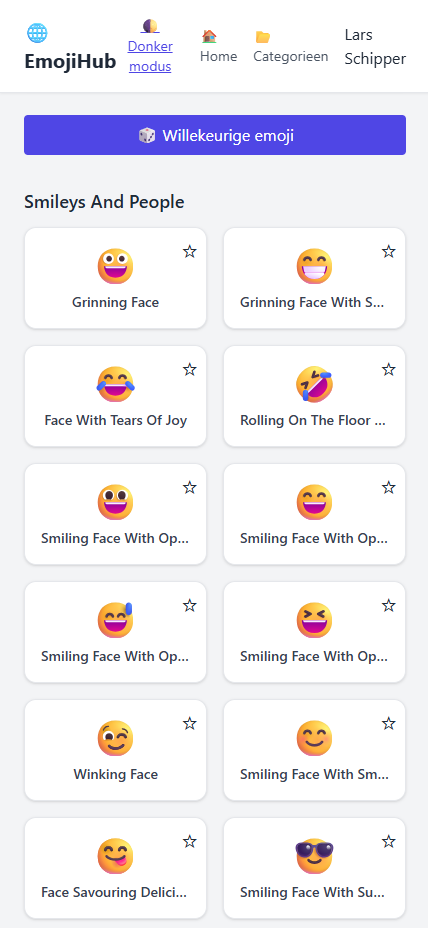 🌐 EmojiHub
🌔 Donker modus
🏠 Home
📁 Categorieen
Lars Schipper
🎲 Willekeurige emoji
Smileys And People
Grinning Face
Grinning Face With S...
Face With Tears Of Joy
Rolling On The Floor ...
Smiling Face With Op...
Smiling Face With Op...
Smiling Face With Op...
Smiling Face With Op...
Winking Face
Smiling Face With Sm...
Face Savouring Delici...
Smiling Face With Su...